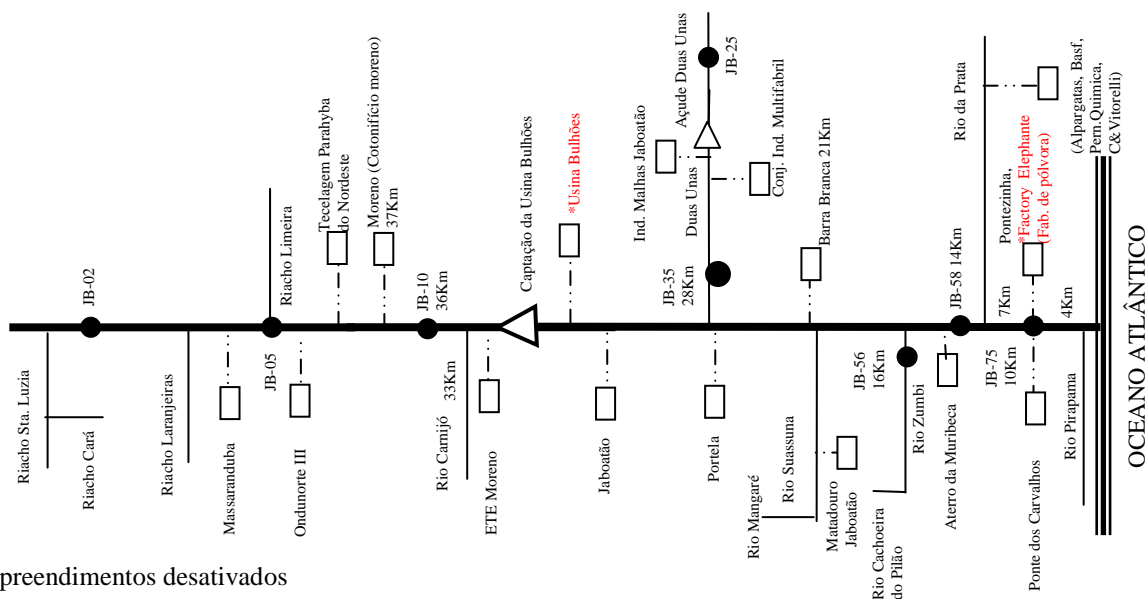 Riacho Sta. Luzia
Riacho Cará
JB-02
Riacho Laranjeiras
Massaranduba
Riacho Limeira
JB-05
Ondunorte III
Tecelagem Parahyba
do Nordeste
Moreno (Cotonifício moreno)
37Km
JB-10
36Km
Rio Carnijó
33Km
ETE Moreno
Captação da Usina Bulhões
*Usina Bulhões
Jaboatão
Ind. Malhas Jaboatão
JB-35
28Km
Duas Unas
Açude Duas Unas
JB-25
Conj. Ind. Multifabril
Portela
Barra Branca 21Km
Rio Mangaré
Rio Suassuna
Matadouro
Jaboatão
JB-56
16Km
Rio Zumbi
Rio Cachoeira
do Pilão
JB-58 14Km
Aterro da Muribeca
Rio da Prata
(Alpargatas, Basf,
Pern.Quimica,
C&Vitorelli)
7Km
Pontezinha,
*Factory Elephante
(Fab. de pólvora)
JB-75
10Km
Ponte dos Carvalhos
4Km
Rio Pirapama
OCEANO ATLÂNTICO
preendimentos desativados